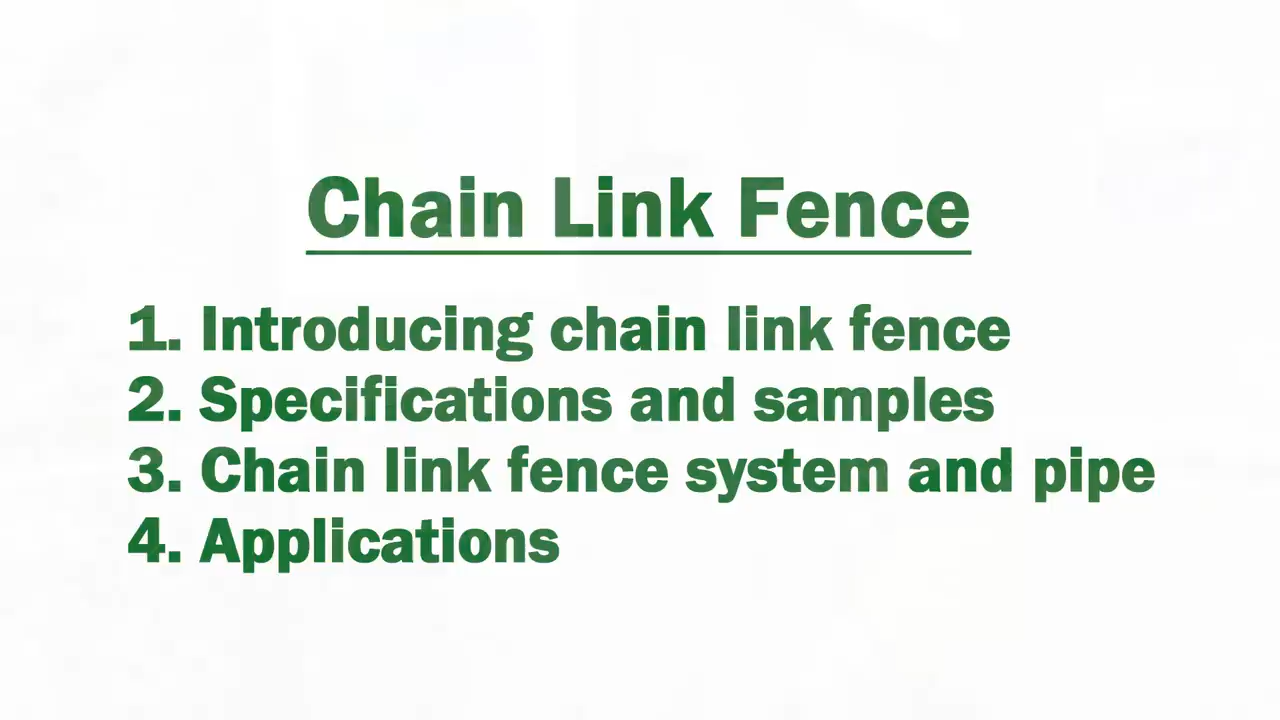 Chain Link Fence
1. Introducing chain link fence
2. Specifications and samples
3. Chain link fence system and pipe
4. Applications